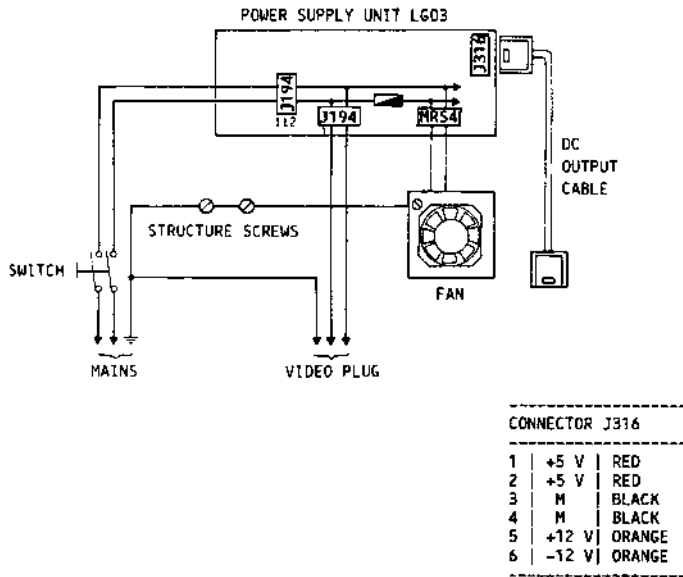 POWER SUPPLY UNIT LG03
J316
J194
J194
MRS4
DC
OUTPUT
CABLE
STRUCTURE SCREWS
SWITCH
FAN
MAINS
VIDEO PLUG
CONNECTOR J316
1 | +5 V | RED
2 | +5 V | RED
3 | M | BLACK
4 | M | BLACK
5 | +12 V| ORANGE
6 | -12 V| ORANGE